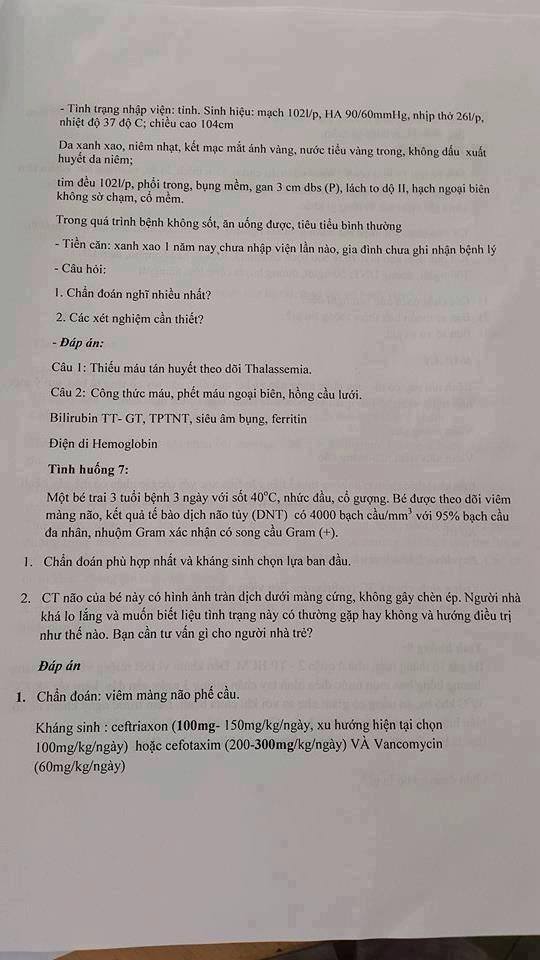 - Tình trạng nhập viện: tỉnh. Sinh hiệu: mạch 102l/p, HA 90/60mmHg, nhịp thở 26l/p,
nhiệt độ 37 độ C; chiều cao 104cm
Da xanh xao, niêm nhạt, kết mạc mắt ánh vàng, nước tiểu vàng trong, không dấu xuất
huyết da niêm;
tim đều 102l/p, phổi trong, bụng mềm, gan 3 cm dbs (P), lách to độ II, hạch ngoại biên
không sờ chạm, cổ mềm.
Trong quá trình bệnh không sốt, ăn uống được, tiêu tiểu bình thường
- Tiền căn: xanh xao 1 năm nay chưa nhập viện lần nào, gia đình chưa ghi nhận bệnh lý
- Câu hỏi:
1. Chẩn đoán nghĩ nhiều nhất?
2. Các xét nghiệm cần thiết?
- Đáp án:
Câu 1: Thiếu máu tán huyết theo dõi Thalassemia.
Câu 2: Công thức máu, phết máu ngoại biên, hồng cầu lưới.
Bilirubin TT- GT, TPTNT, siêu âm bụng, ferritin
Điện di Hemoglobin
Tình huống 7:
Một bé trai 3 tuổi bệnh 3 ngày với sốt 40°C, nhức đầu, cổ gượng. Bé được theo dõi viêm
màng não, kết quả tế bào dịch não tủy (DNT) có 4000 bạch cầu/mm³ với 95% bạch cầu
đa nhân, nhuộm Gram xác nhận có song cầu Gram (+).
1. Chẩn đoán phù hợp nhất và kháng sinh chọn lựa ban đầu.
2. CT não của bé này có hình ảnh tràn dịch dưới màng cứng, không gây chèn ép. Người nhà
khá lo lắng và muốn biết liệu tình trạng này có thường gặp hay không và hướng điều trị
như thế nào. Bạn cần tư vấn gì cho người nhà trẻ?
Đáp án
1. Chẩn đoán: viêm màng não phế cầu.
Kháng sinh : ceftriaxon (100mg- 150mg/kg/ngày, xu hướng hiện tại chọn
100mg/kg/ngày) hoặc cefotaxim (200-300mg/kg/ngày) VÀ Vancomycin
(60mg/kg/ngày)